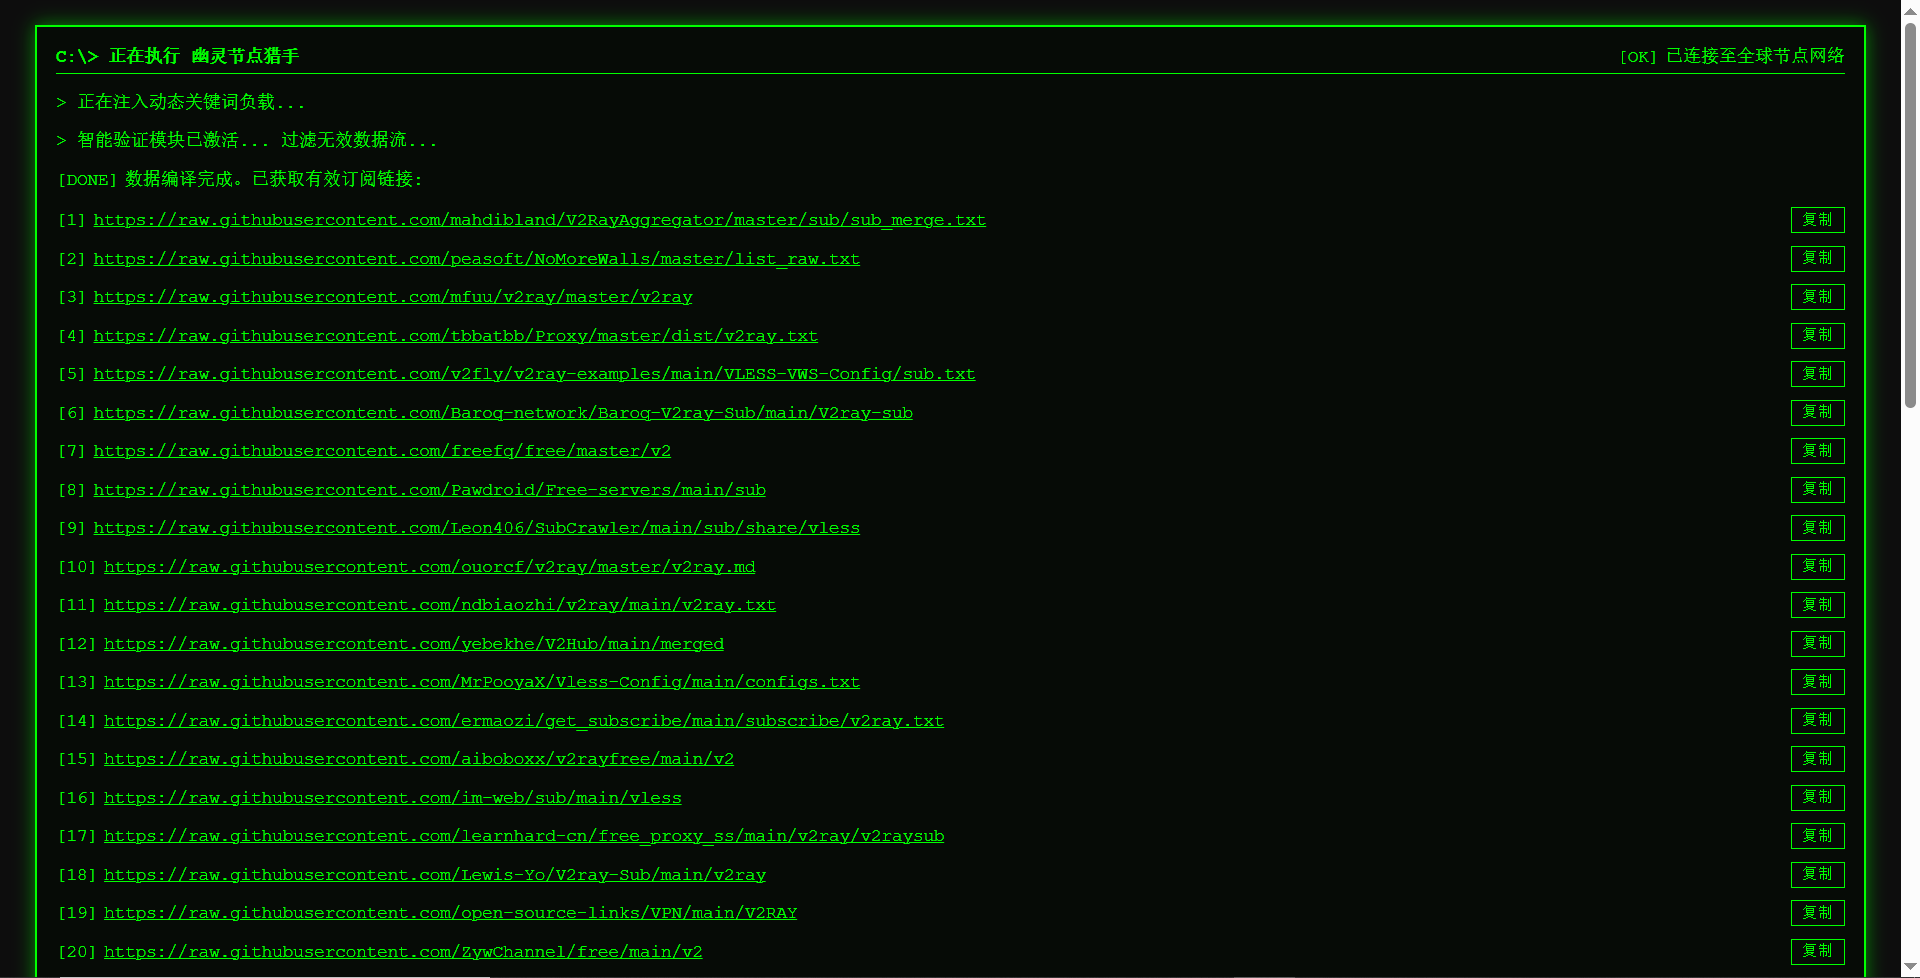 C:\> 正在执行 幽灵节点猎手
[OK] 已连接至全球节点网络
> 正在注入动态关键词负载...
> 智能验证模块已激活... 过滤无效数据流...
[DONE] 数据编译完成。已获取有效订阅链接:
[1] https://raw.githubusercontent.com/mahdibland/V2RayAggregator/master/sub/sub_merge.txt 复制
[2] https://raw.githubusercontent.com/peasoft/NoMoreWalls/master/list_raw.txt 复制
[3] https://raw.githubusercontent.com/mfuu/v2ray/master/v2ray 复制
[4] https://raw.githubusercontent.com/tbbatbb/Proxy/master/dist/v2ray.txt 复制
[5] https://raw.githubusercontent.com/v2fly/v2ray-examples/main/VLESS-VWS-Config/sub.txt 复制
[6] https://raw.githubusercontent.com/Baroq-network/Baroq-V2ray-Sub/main/V2ray-sub 复制
[7] https://raw.githubusercontent.com/freefq/free/master/v2 复制
[8] https://raw.githubusercontent.com/Pawdroid/Free-servers/main/sub 复制
[9] https://raw.githubusercontent.com/Leon406/SubCrawler/main/sub/share/vless 复制
[10] https://raw.githubusercontent.com/ouorcf/v2ray/master/v2ray.md 复制
[11] https://raw.githubusercontent.com/ndbiaozhi/v2ray/main/v2ray.txt 复制
[12] https://raw.githubusercontent.com/yebekhe/V2Hub/main/merged 复制
[13] https://raw.githubusercontent.com/MrPooyaX/Vless-Config/main/configs.txt 复制
[14] https://raw.githubusercontent.com/ermaozi/get_subscribe/main/subscribe/v2ray.txt 复制
[15] https://raw.githubusercontent.com/aiboboxx/v2rayfree/main/v2 复制
[16] https://raw.githubusercontent.com/im-web/sub/main/vless 复制
[17] https://raw.githubusercontent.com/learnhard-cn/free_proxy_ss/main/v2ray/v2raysub 复制
[18] https://raw.githubusercontent.com/Lewis-Yo/V2ray-Sub/main/v2ray 复制
[19] https://raw.githubusercontent.com/open-source-links/VPN/main/V2RAY 复制
[20] https://raw.githubusercontent.com/ZywChannel/free/main/v2 复制